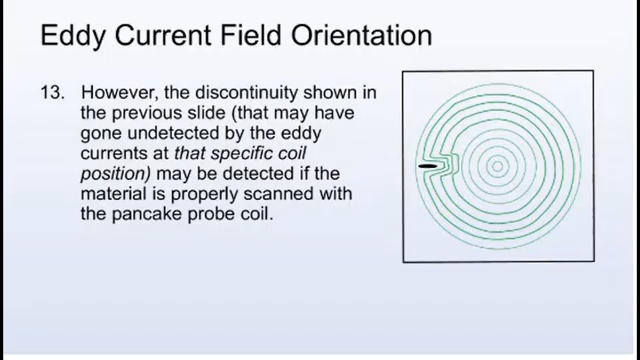 Eddy Current Field Orientation
13. However, the discontinuity shown in
the previous slide (that may have
gone undetected by the eddy
currents at that specific coil
position) may be detected if the
material is properly scanned with
the pancake probe coil.